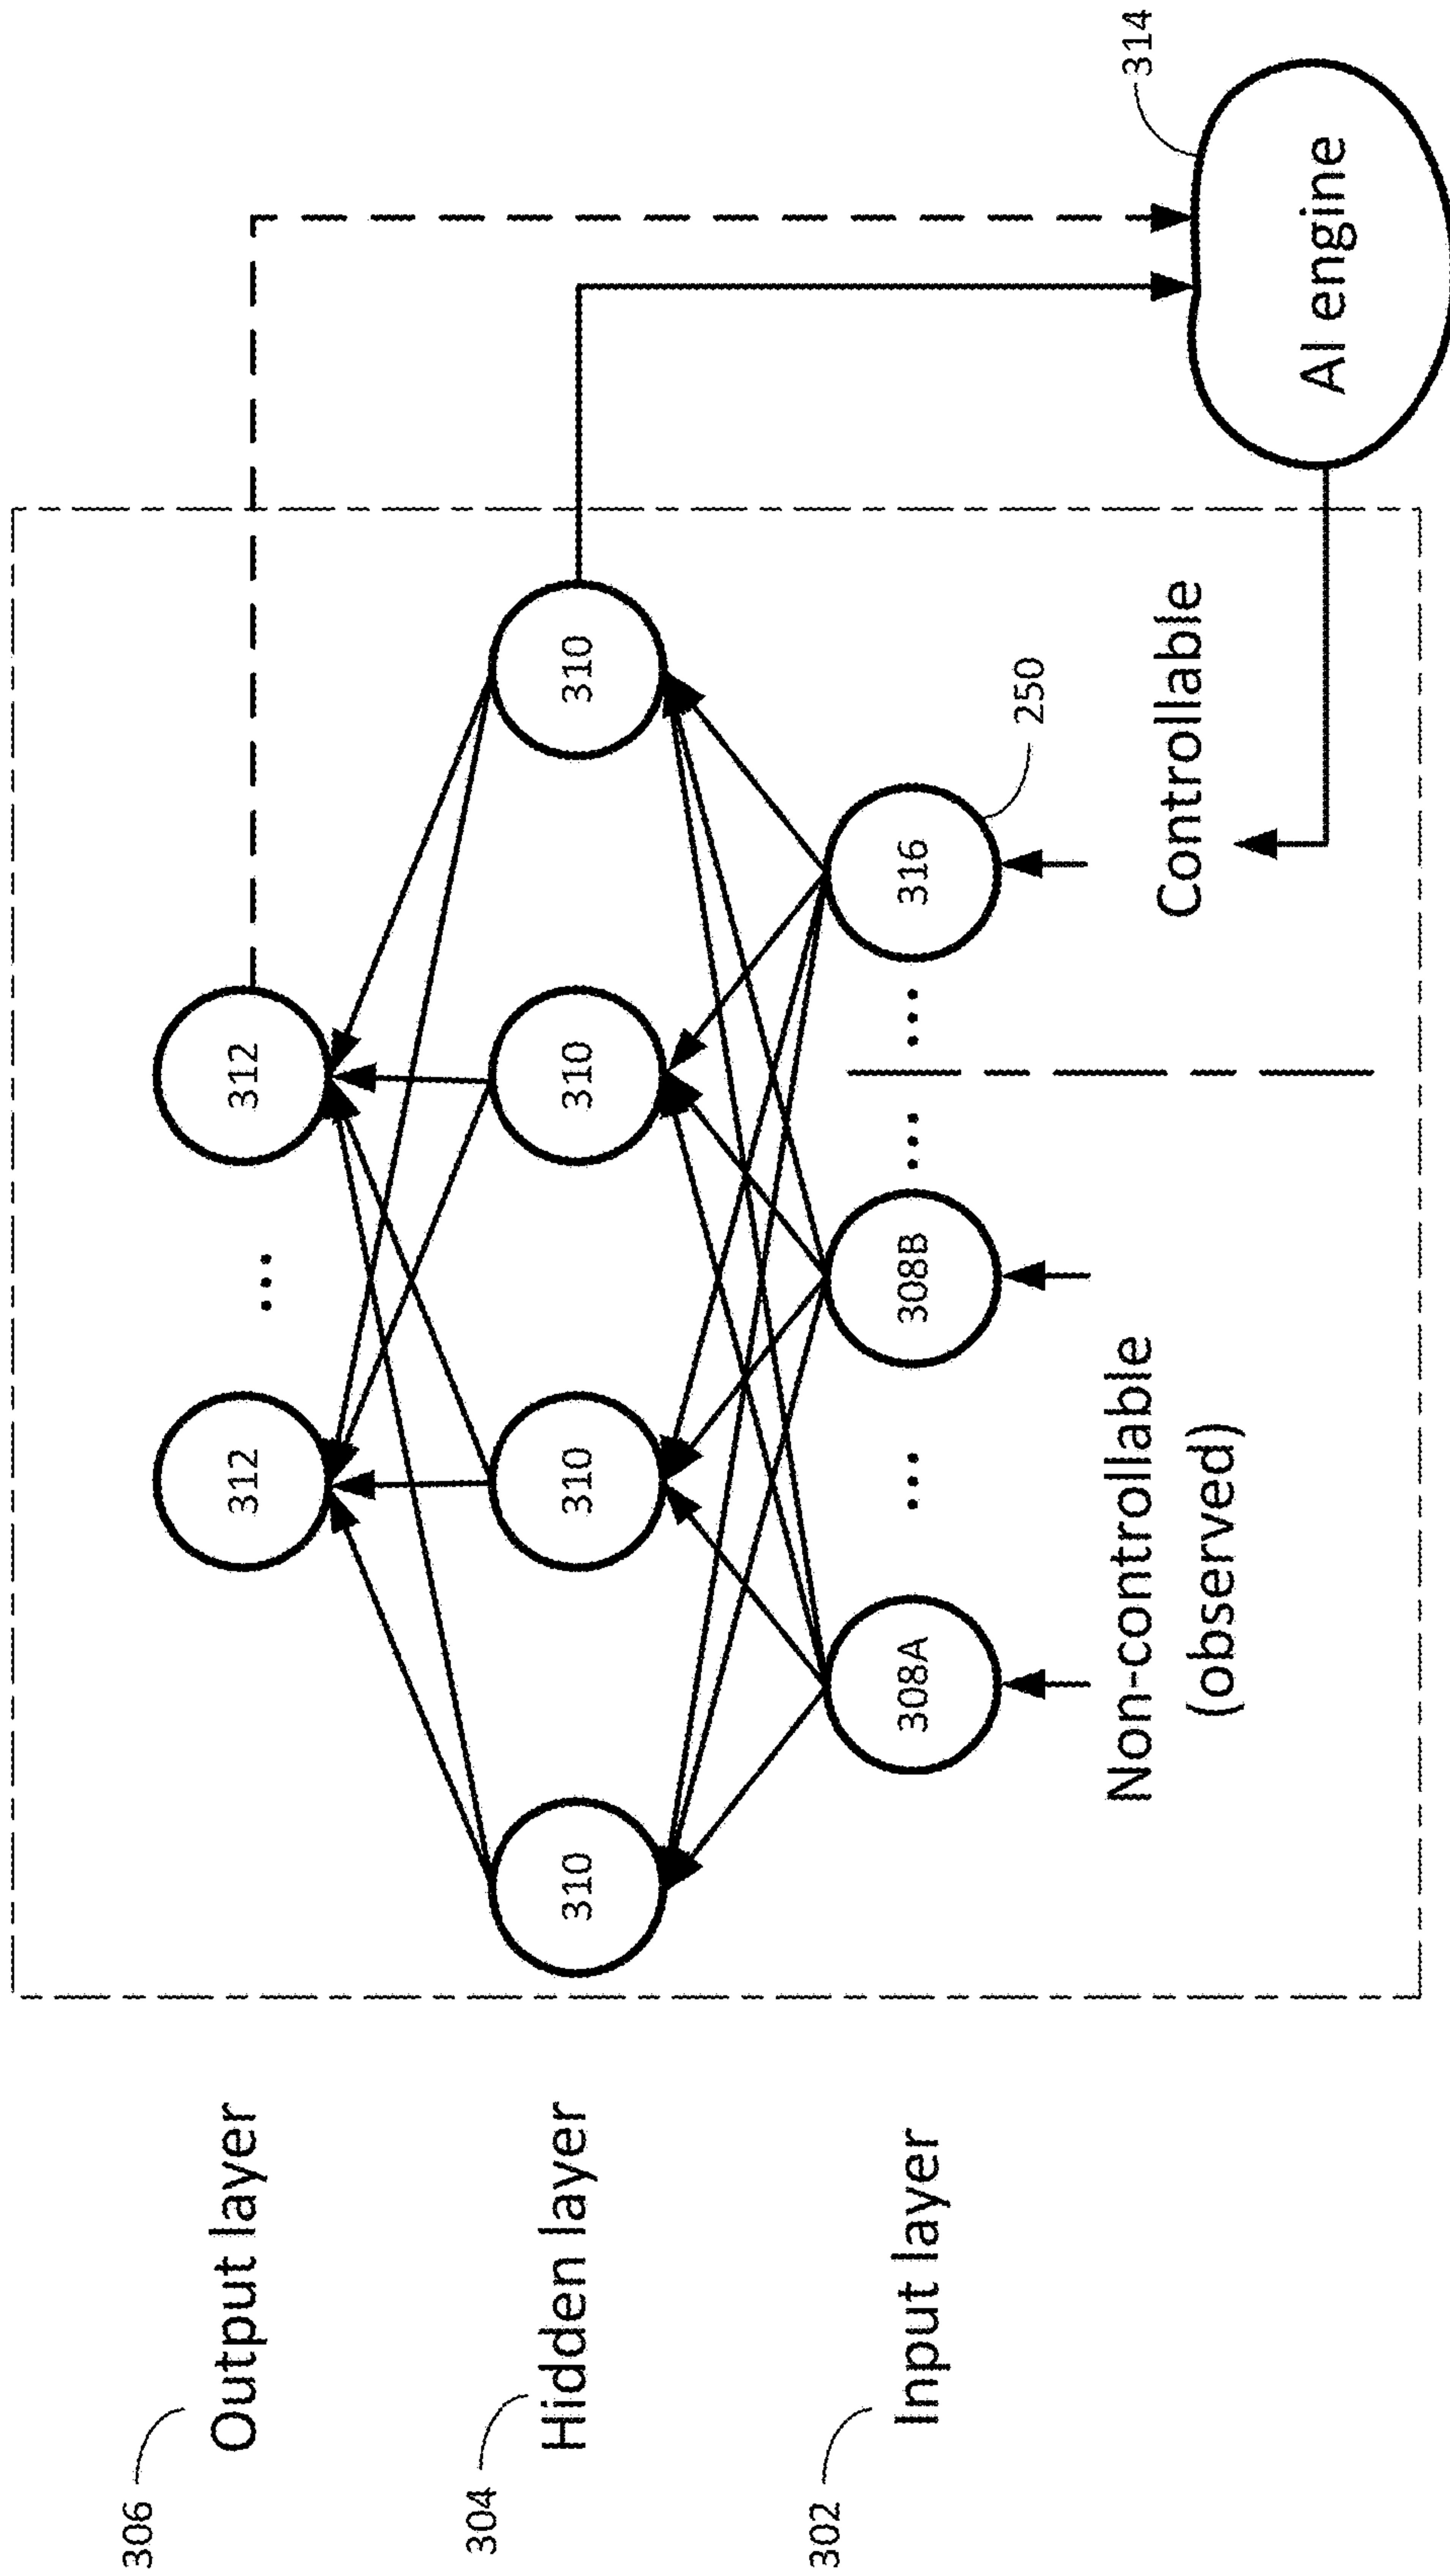 306
Output layer
312
...
312
304
Hidden layer
310
310
310
310
302
Input layer
308A
...
308B
...
...
316
250
Non-controllable
(observed)
Controllable
314
AI engine